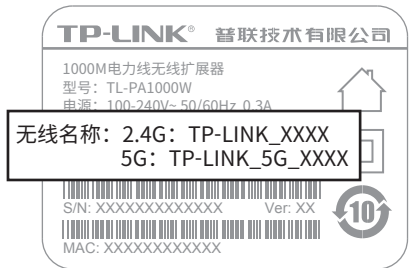 TP-LINK® 普联技术有限公司
1000M电力线无线扩展器
型号：TL-PA1000W
电源：100-240V~ 50/60Hz 0.3A
无线名称：2.4G：TP-LINK_XXXX
5G：TP-LINK_5G_XXXX
S/N: XXXXXXXXXXXXX Ver: XX
10
MAC: XXXXXXXXXXXX